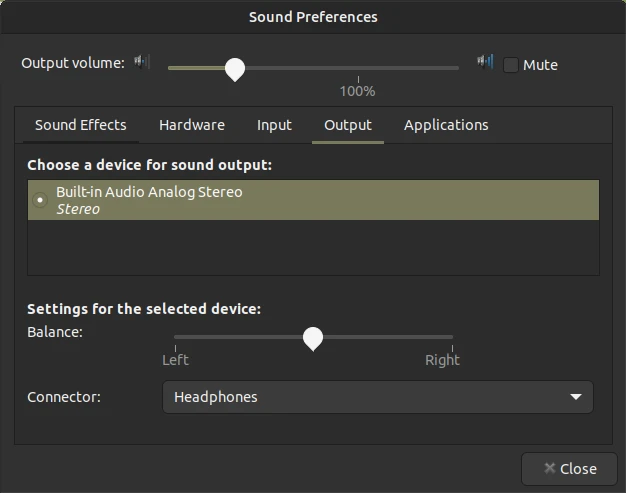 Sound Preferences
Output volume:
Mute
100%
Sound Effects Hardware Input Output Applications
Choose a device for sound output:
Built-in Audio Analog Stereo
Stereo
Settings for the selected device:
Balance:
Left Right
Connector: Headphones
Close